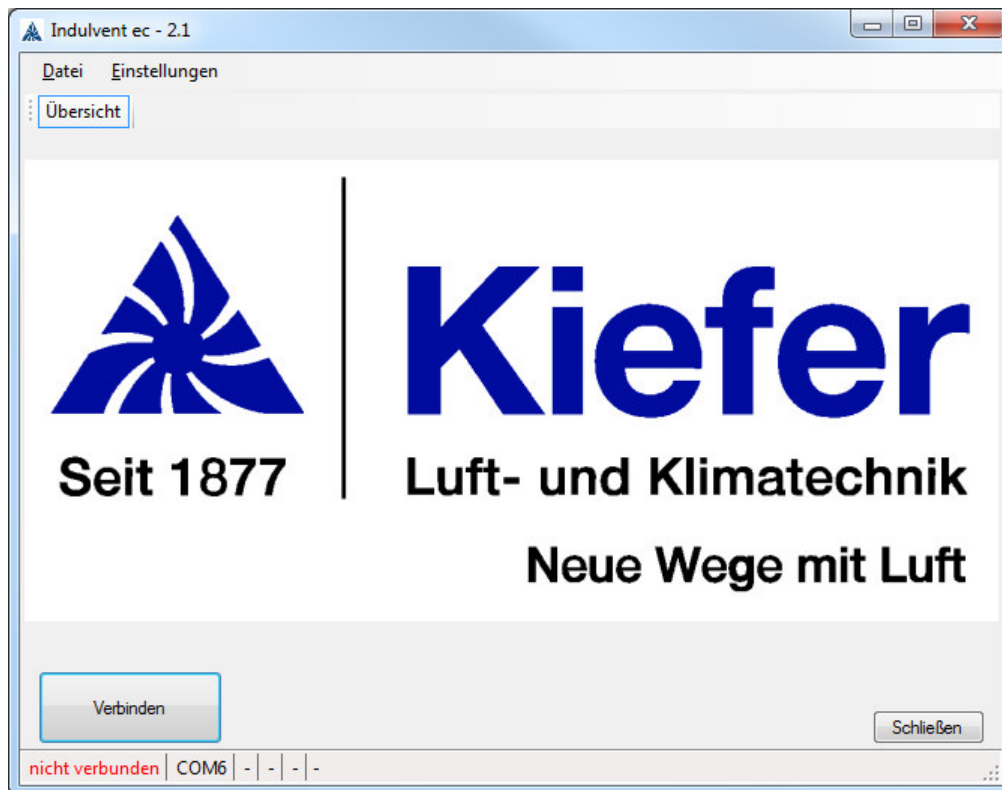 Indulvent ec - 2.1
Datei Einstellungen
Übersicht
Kiefer
Seit 1877
Luft- und Klimatechnik
Neue Wege mit Luft
Verbinden
Schließen
nicht verbunden COM6 - - - -